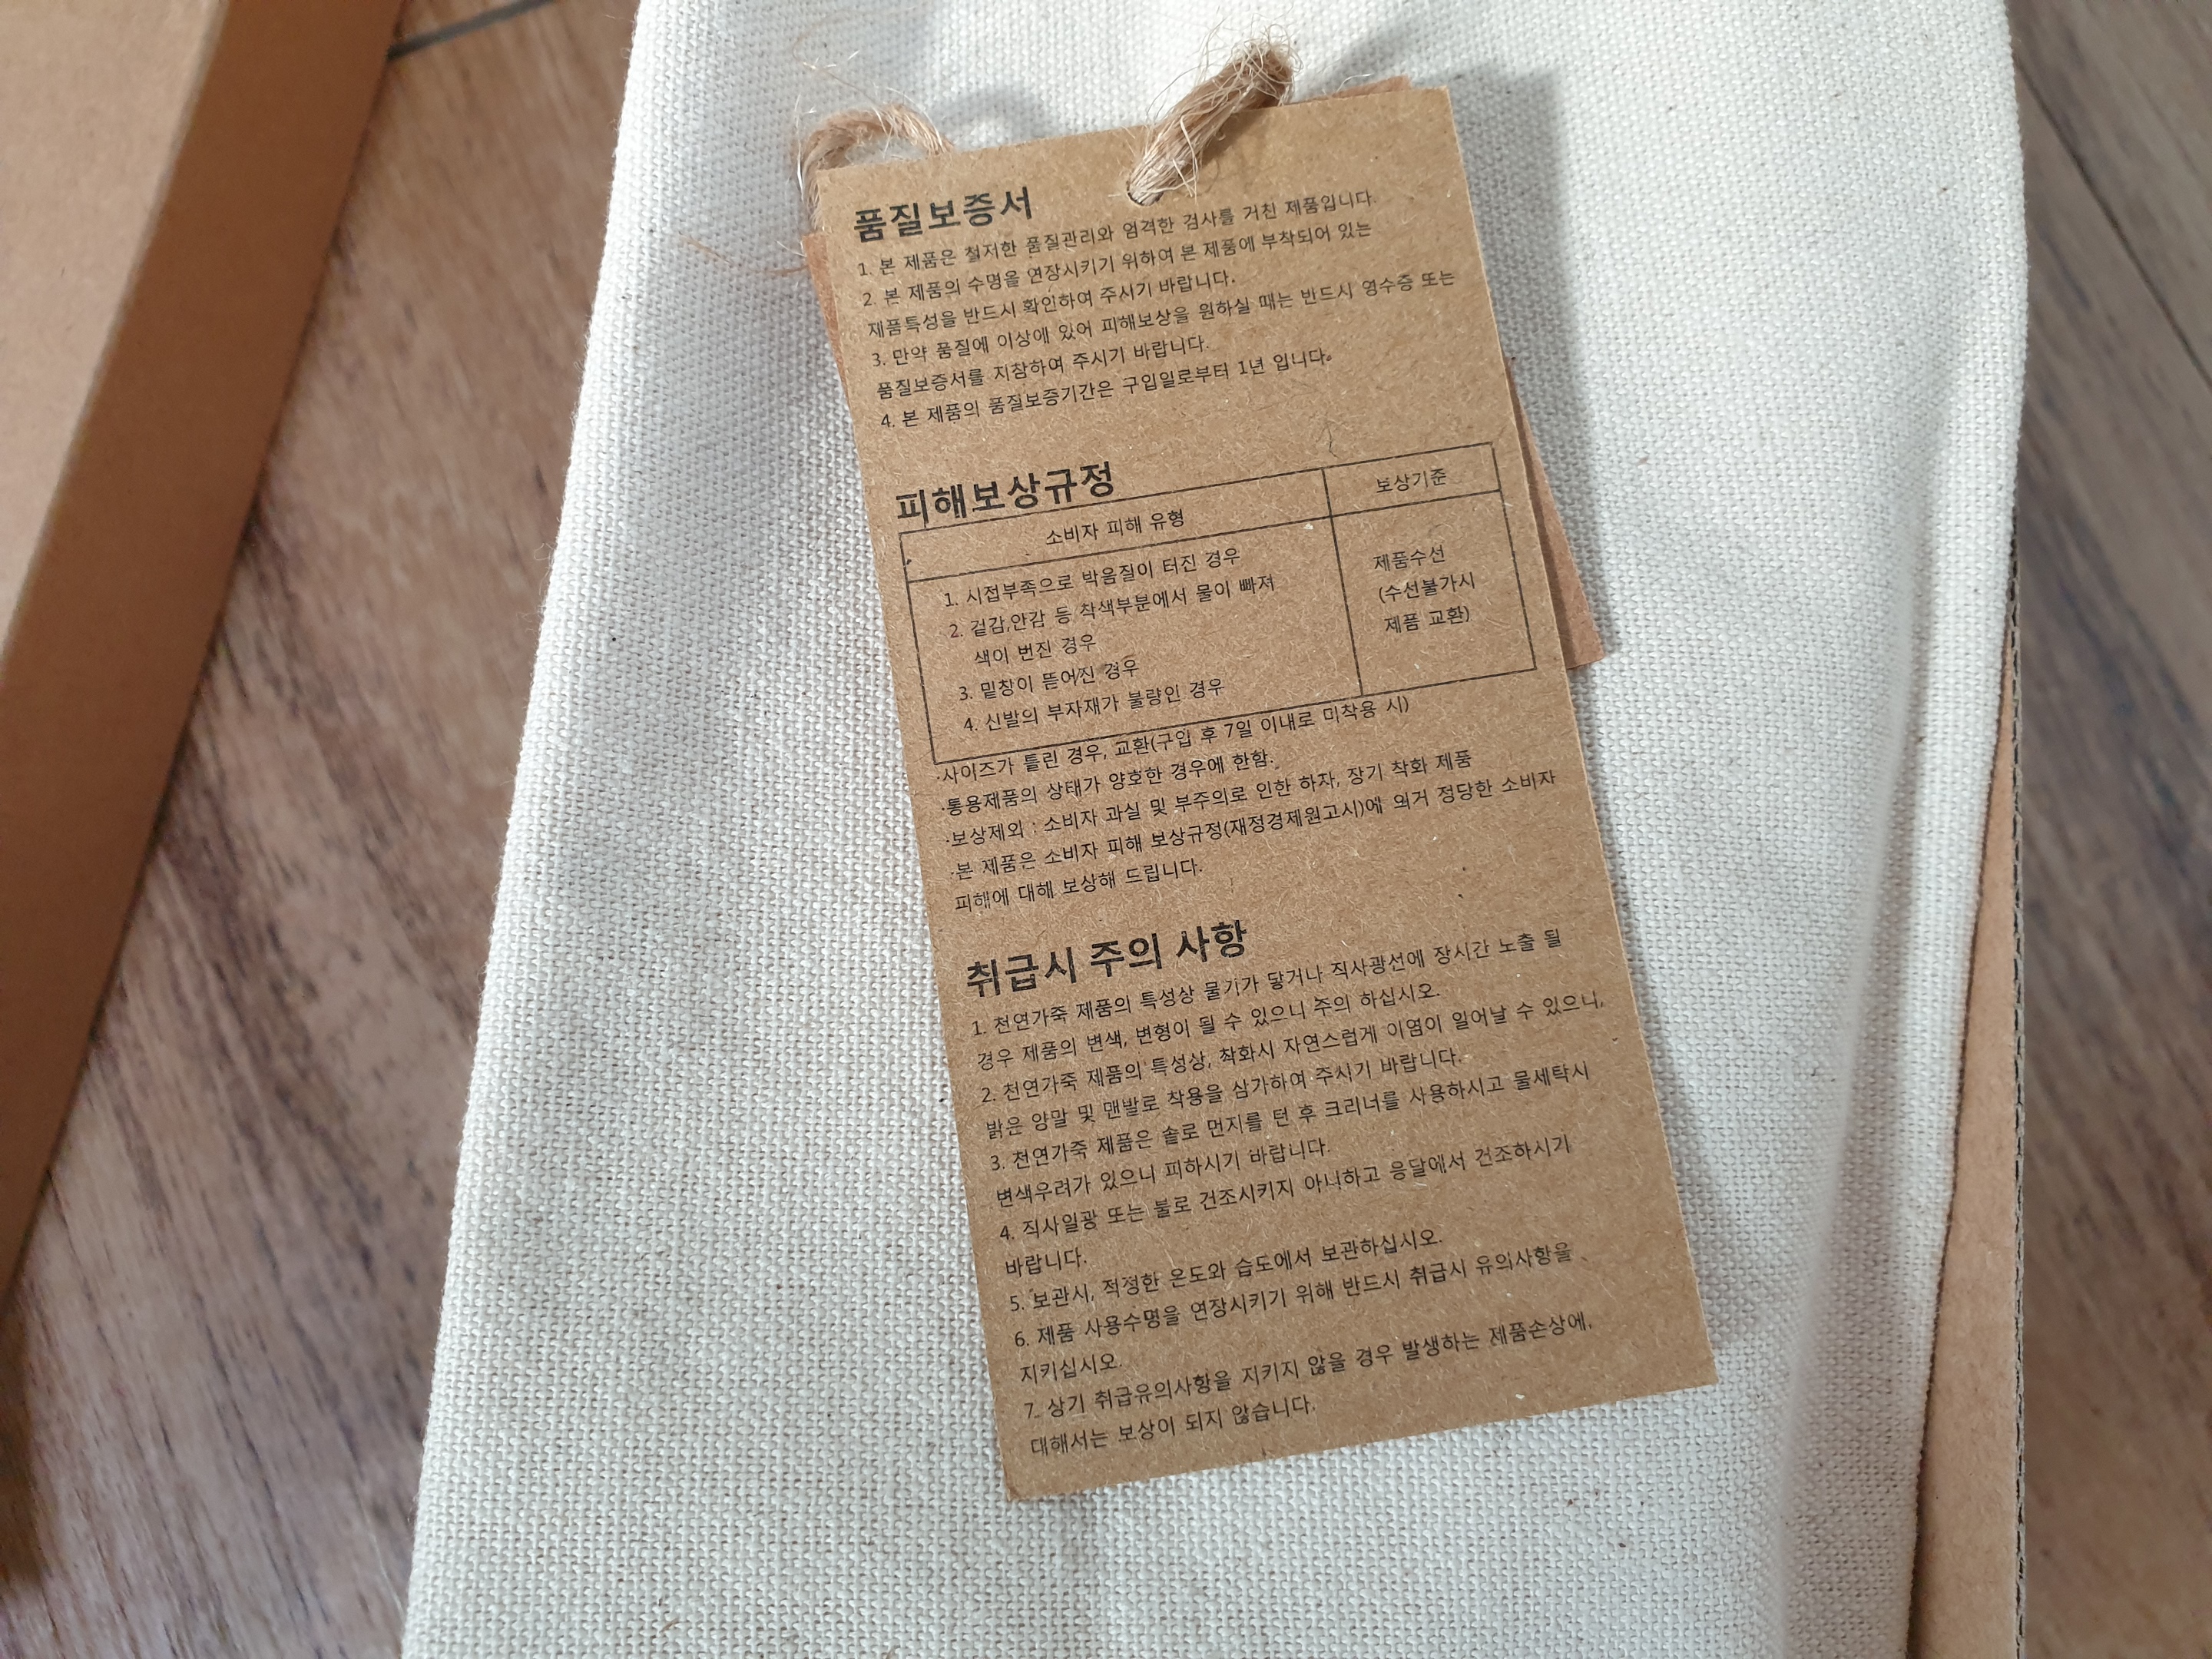 품질보증서
1. 본 제품은 철저한 품질관리와 엄격한 검사를 거친 제품입니다.
2. 본 제품의 수명을 연장시키기 위하여 본 제품에 부착되어 있는
제품특성을 반드시 확인하여 주시기 바랍니다.
3. 만약 품질에 이상에 있어 피해보상을 원하실 때는 반드시 영수증 또는
품질보증서를 지참하여 주시기 바랍니다.
4. 본 제품의 품질보증기간은 구입일로부터 1년 입니다.
피해보상규정
소비자 피해 유형
보상기준
1. 시접부족으로 박음질이 터진 경우
2. 겉감,안감 등 착색부분에서 물이 빠져
색이 번진 경우
3. 밑창이 뜯어진 경우
4. 신발의 부자재가 불량인 경우
제품수선
(수선불가시
제품 교환)
·사이즈가 틀린 경우, 교환(구입 후 7일 이내로 미착용 시)
·통용제품의 상태가 양호한 경우에 한함.
·보상제외 : 소비자 과실 및 부주의로 인한 하자, 장기 착화 제품
·본 제품은 소비자 피해 보상규정(재정경제원고시)에 의거 정당한 소비자
피해에 대해 보상해 드립니다.
취급시 주의 사항
1. 천연가죽 제품의 특성상 물기가 닿거나 직사광선에 장시간 노출 될
경우 제품의 변색, 변형이 될 수 있으니 주의 하십시오.
2. 천연가죽 제품의 특성상, 착화시 자연스럽게 이염이 일어날 수 있으니,
밝은 양말 및 맨발로 착용을 삼가하여 주시기 바랍니다.
3. 천연가죽 제품은 솔로 먼지를 턴 후 크리너를 사용하시고 물세탁시
변색우려가 있으니 피하시기 바랍니다.
4. 직사일광 또는 불로 건조시키지 아니하고 응달에서 건조하시기
바랍니다.
5. 보관시, 적정한 온도와 습도에서 보관하십시오.
6. 제품 사용수명을 연장시키기 위해 반드시 취급시 유의사항을
지키십시오.
7. 상기 취급유의사항을 지키지 않을 경우 발생하는 제품손상에,
대해서는 보상이 되지 않습니다.